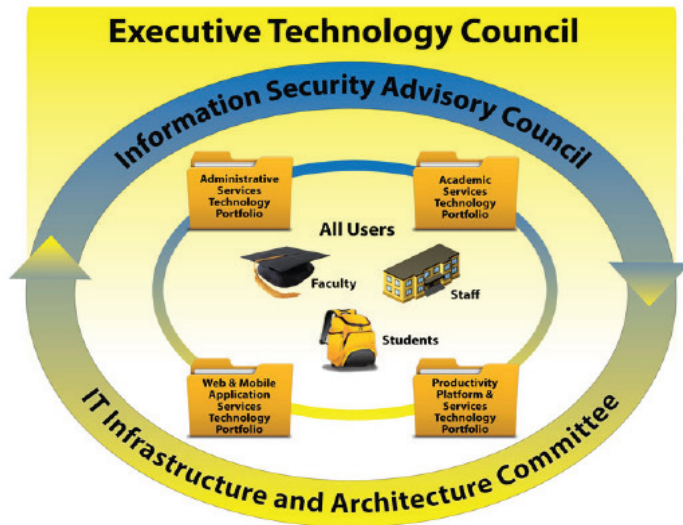 Executive Technology Council
Information Security Advisory Council
Administrative
Services
Technology
Portfolio
Academic
Services
Technology
Portfolio
All Users
Faculty
Staff
Students
Web & Mobile
Application
Services
Technology
Portfolio
Productivity
Platform &
Services
Technology
Portfolio
IT Infrastructure and Architecture Committee